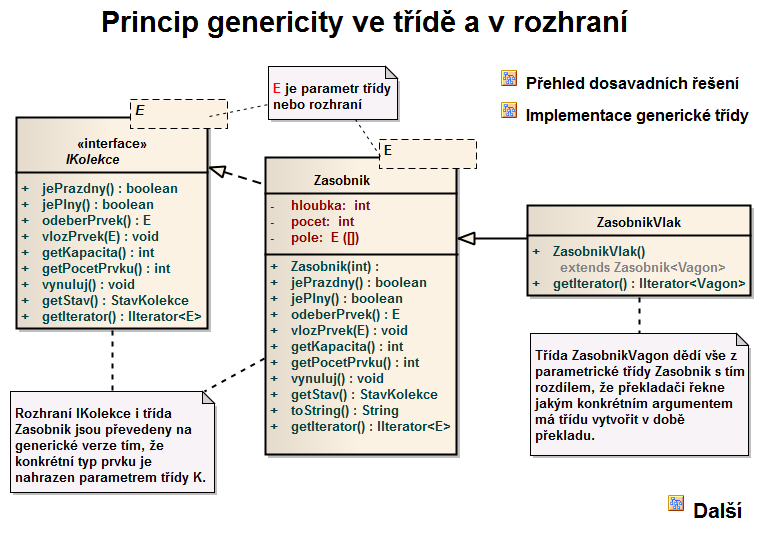 Princip genericity ve třídě a v rozhraní
E je parametr třídy
nebo rozhraní
Přehled dosavadních řešení
Implementace generické třídy
E
«interface»
IKolekce
+ jePrazdny() : boolean
+ jePlny() : boolean
+ odeberPrvek() : E
+ vlozPrvek(E) : void
+ getKapacita() : int
+ getPocetPrvku() : int
+ vynuluj() : void
+ getStav() : StavKolekce
+ getIterator() : IIterator<E>
E
Zasobnik
- hloubka: int
- pocet: int
- pole: E ([])
+ Zasobnik(int) :
+ jePrazdny() : boolean
+ jePlny() : boolean
+ odeberPrvek() : E
+ vlozPrvek(E) : void
+ getKapacita() : int
+ getPocetPrvku() : int
+ vynuluj() : void
+ getStav() : StavKolekce
+ toString() : String
+ getIterator() : IIterator<E>
ZasobnikVlak
+ ZasobnikVlak()
extends Zasobnik<Vagon>
+ getIterator() : IIterator<Vagon>
Rozhraní IKolekce i třída
Zasobnik jsou převedeny na
generické verze tím, že
konkrétní typ prvku je
nahrazen parametrem třídy K.
Třída ZasobnikVagon dědí vše z
parametrické třídy Zasobnik s tím
rozdílem, že překladači řekne
jakým konkrétním argumentem
má třídu vytvořit v době
překladu.
Další